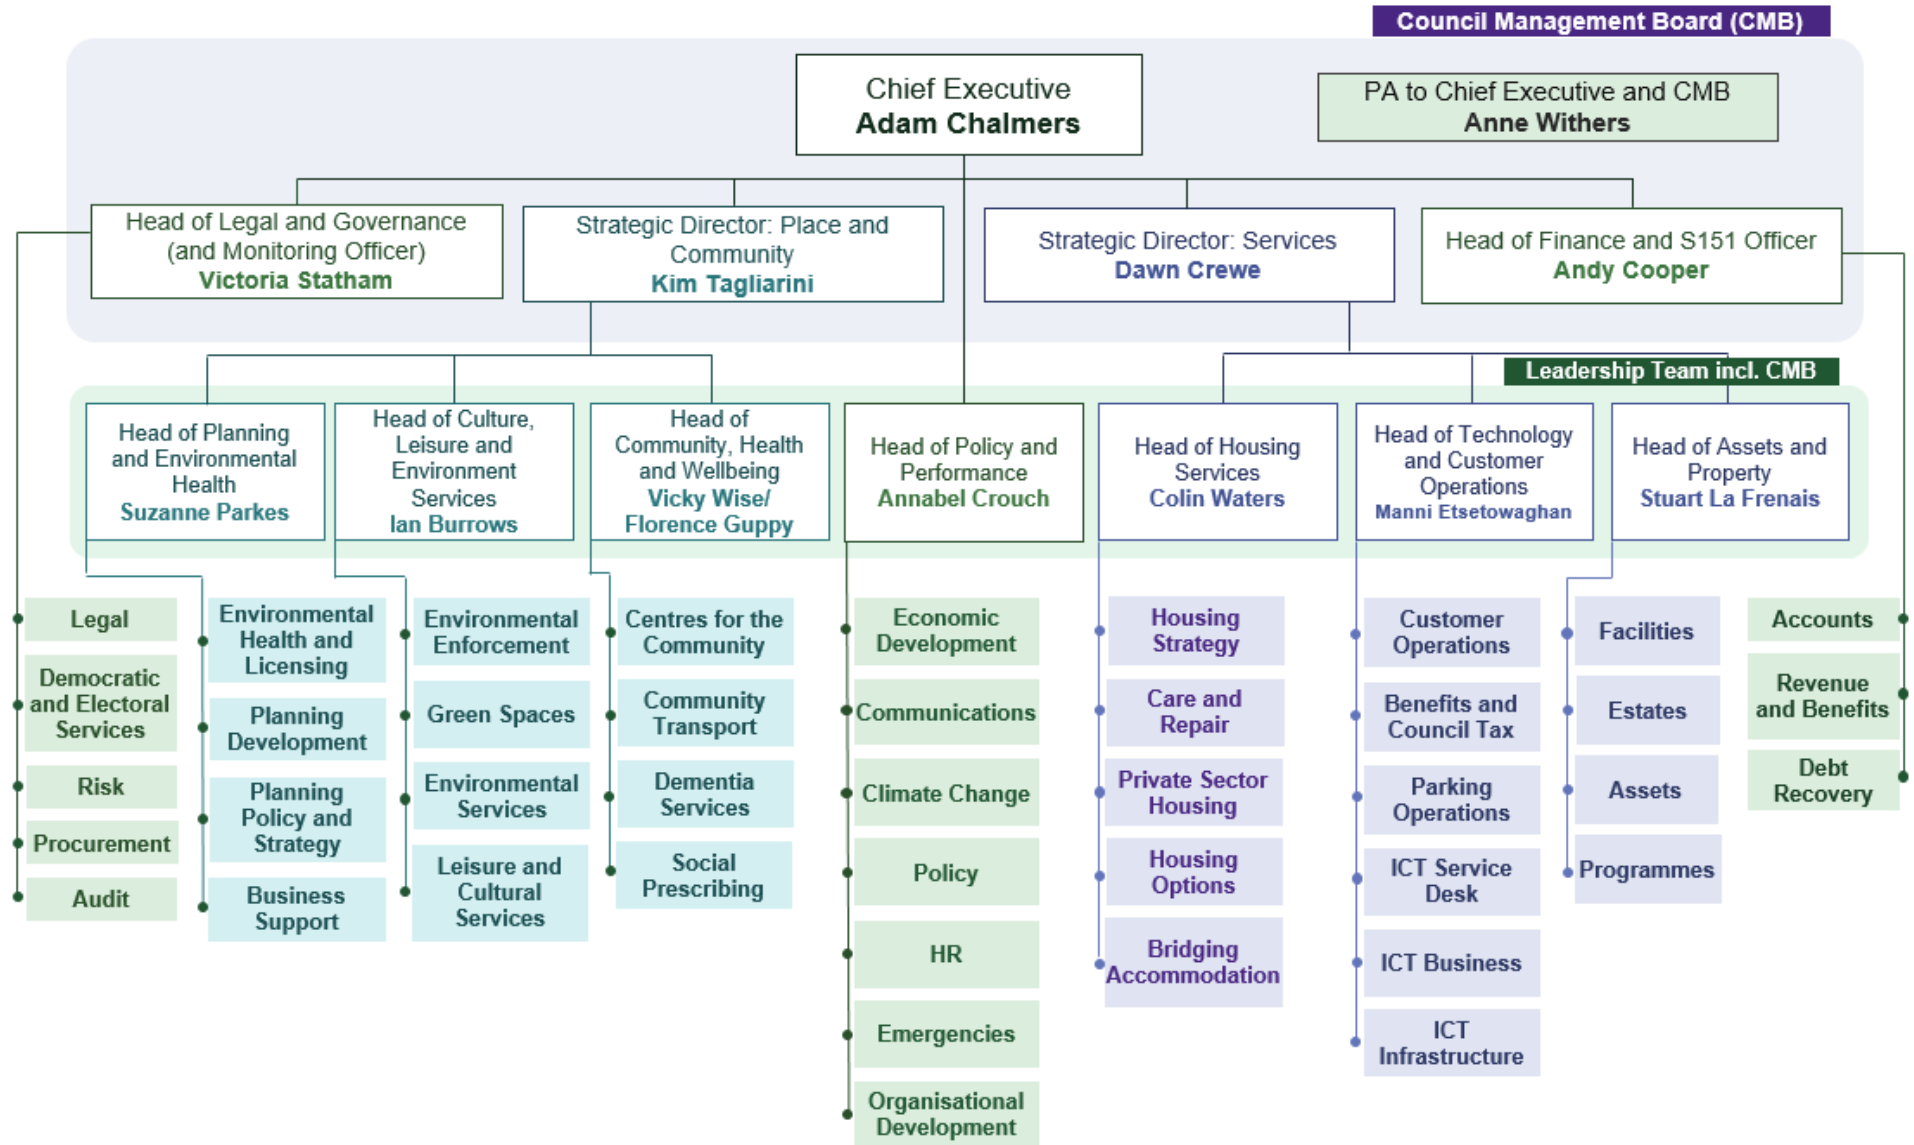 Council Management Board (CMB)
Chief Executive
Adam Chalmers
PA to Chief Executive and CMB
Anne Withers
Head of Legal and Governance
(and Monitoring Officer)
Victoria Statham
Strategic Director: Place and
Community
Kim Tagliarini
Strategic Director: Services
Dawn Crewe
Head of Finance and S151 Officer
Andy Cooper
Leadership Team incl. CMB
Head of Planning
and Environmental
Health
Suzanne Parkes
Head of Culture,
Leisure and
Environment
Services
Ian Burrows
Head of
Community, Health
and Wellbeing
Vicky Wise/
Florence Guppy
Head of Policy and
Performance
Annabel Crouch
Head of Housing
Services
Colin Waters
Head of Technology
and Customer
Operations
Manni Etsetowaghan
Head of Assets and
Property
Stuart La Frenais
Legal
Democratic
and Electoral
Services
Risk
Procurement
Audit
Environmental
Health and
Licensing
Planning
Development
Planning
Policy and
Strategy
Business
Support
Environmental
Enforcement
Green Spaces
Environmental
Services
Leisure and
Cultural
Services
Centres for the
Community
Community
Transport
Dementia
Services
Social
Prescribing
Economic
Development
Communications
Climate Change
Policy
HR
Emergencies
Organisational
Development
Housing
Strategy
Care and
Repair
Private Sector
Housing
Housing
Options
Bridging
Accommodation
Customer
Operations
Benefits and
Council Tax
Parking
Operations
ICT Service
Desk
ICT Business
ICT
Infrastructure
Facilities
Estates
Assets
Programmes
Accounts
Revenue
and Benefits
Debt
Recovery